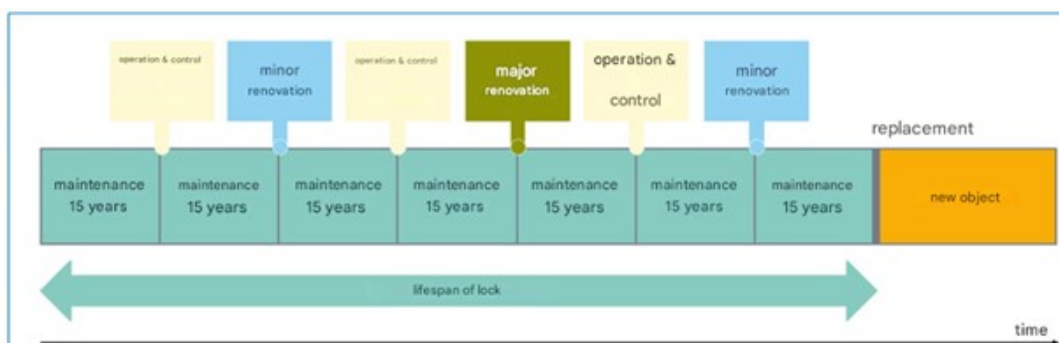 operation & control
minor
renovation
operation & control
major
renovation
operation &
control
minor
renovation
replacement
maintenance
15 years
maintenance
15 years
maintenance
15 years
maintenance
15 years
maintenance
15 years
maintenance
15 years
maintenance
15 years
new object
lifespan of lock
time